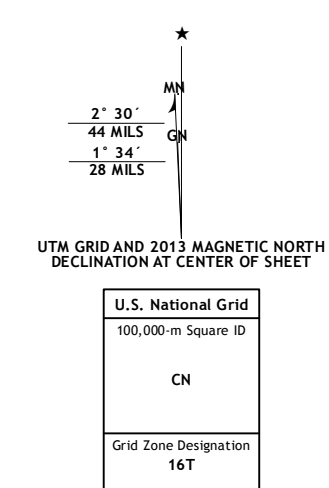 MN
2° 30´
44 MILS
GN
1° 34´
28 MILS
UTM GRID AND 2013 MAGNETIC NORTH
DECLINATION AT CENTER OF SHEET
U.S. National Grid
100,000-m Square ID
CN
Grid Zone Designation
16T